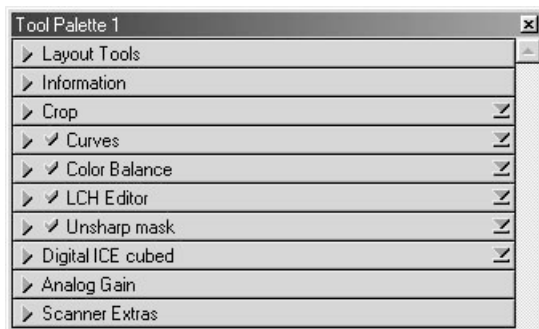 Tool Palette 1
Layout Tools
Information
Crop
Curves
Color Balance
LCH Editor
Unsharp mask
Digital ICE cubed
Analog Gain
Scanner Extras